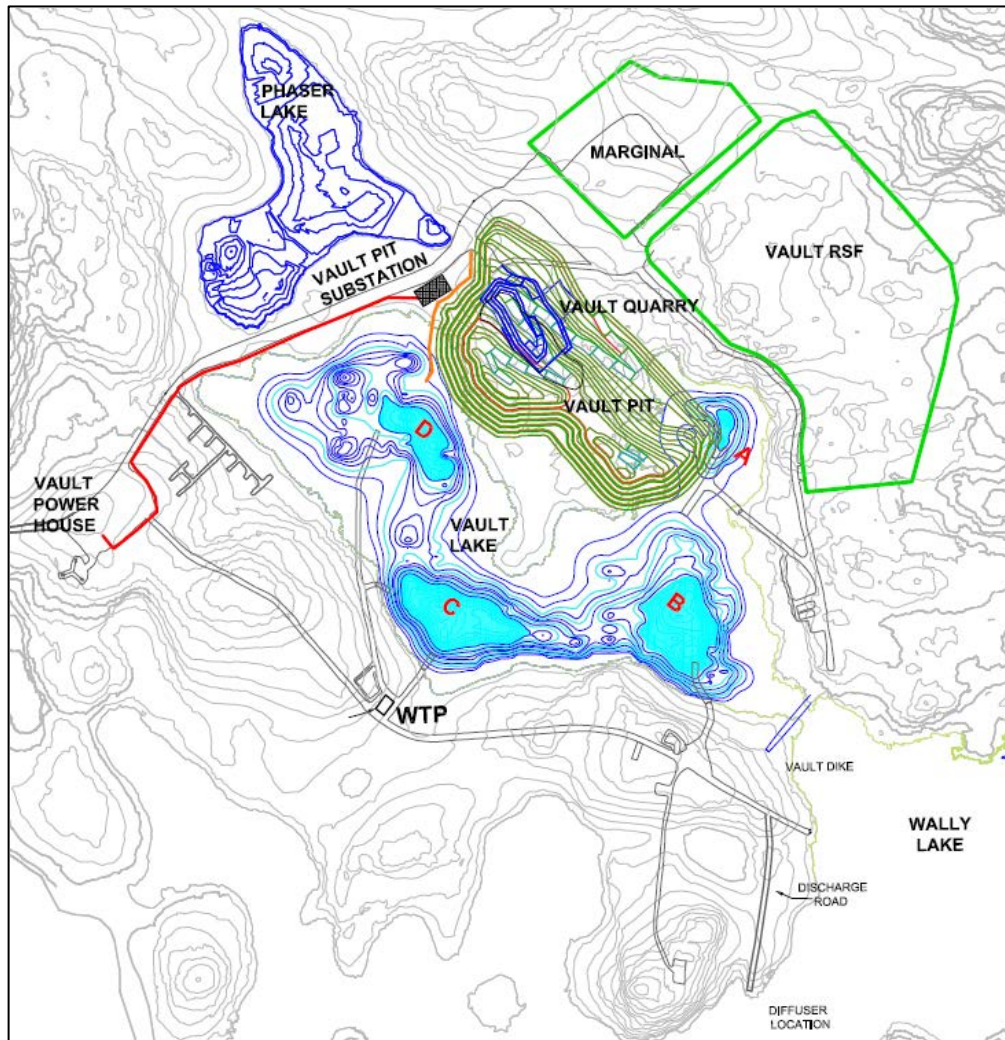 PHASER
LAKE
MARGINAL
VAULT RSF
VAULT PIT
SUBSTATION
VAULT QUARRY
VAULT PIT
A
D
VAULT
POWER
HOUSE
VAULT
LAKE
C
B
WTP
VAULT DIKE
WALLY
LAKE
DISCHARGE
ROAD
DIFFUSER
LOCATION